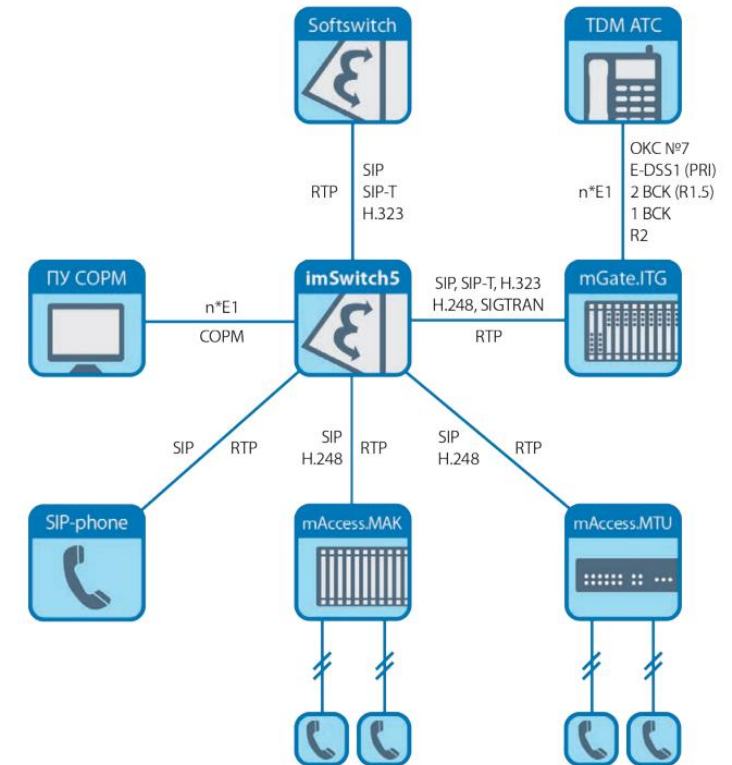 Softswitch
TDM АТС
RTP
SIP
SIP-T
H.323
n*E1
ОКС №7
E-DSS1 (PRI)
2 ВСК (R1.5)
1 ВСК
R2
ПУ СОРМ
n*E1
СОРМ
imSwitch5
SIP, SIP-T, H.323
H.248, SIGTRAN
RTP
mGate.ITG
SIP
RTP
SIP
H.248
RTP
SIP
H.248
RTP
SIP-phone
mAccess.MAK
mAccess.MTU